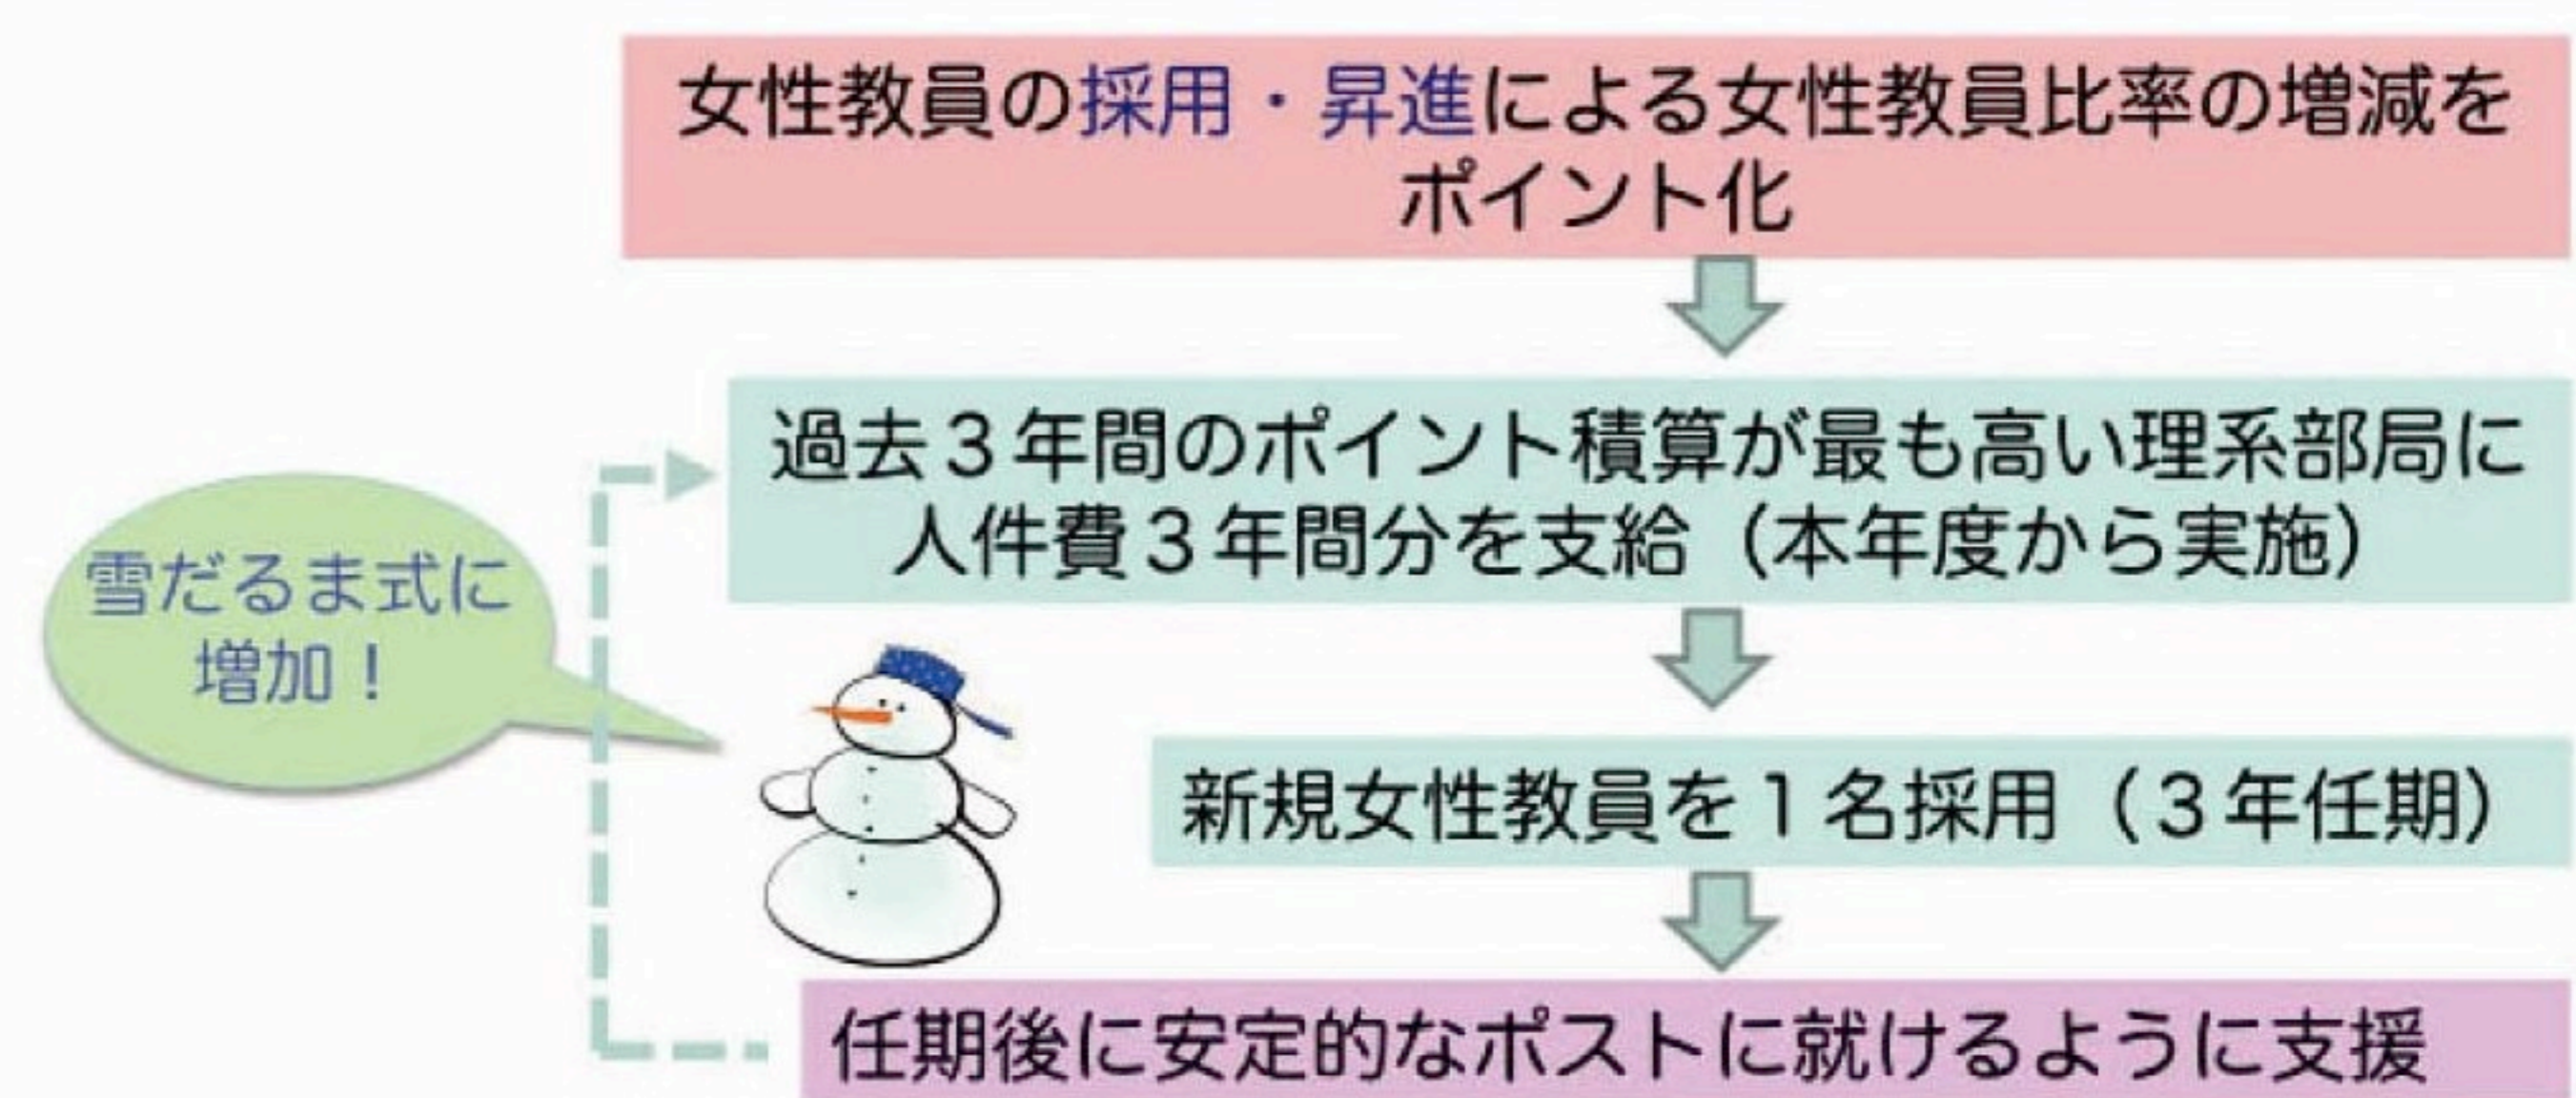 女性教員の採用・昇進による女性教員比率の増減を
ポイント化
過去３年間のポイント積算が最も高い理系部局に
人件費３年間分を支給（本年度から実施）
雪だるま式に
増加！
新規女性教員を１名採用（３年任期）
任期後に安定的なポストに就けるように支援